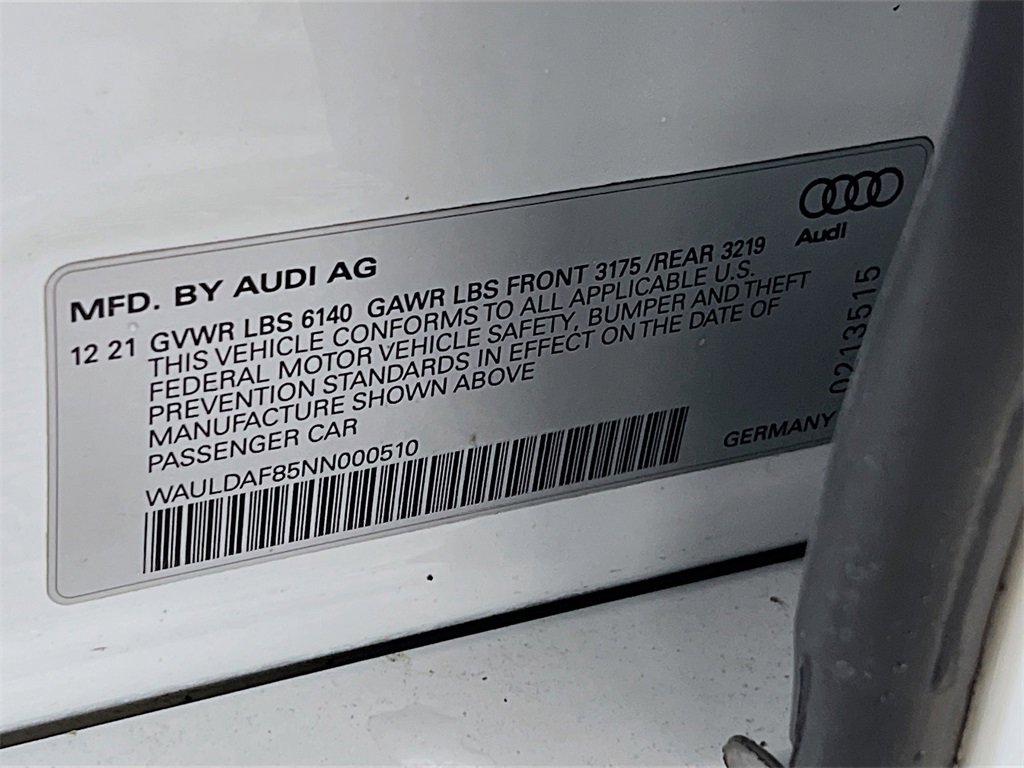 Audi
MFD. BY AUDI AG
12 21 GVWR LBS 6140 GAWR LBS FRONT 3175 /REAR 3219
THIS VEHICLE CONFORMS TO ALL APPLICABLE U.S.
FEDERAL MOTOR VEHICLE SAFETY, BUMPER AND THEFT
PREVENTION STANDARDS IN EFFECT ON THE DATE OF
MANUFACTURE SHOWN ABOVE
PASSENGER CAR
WAULDAF85NN000510
GERMANY
0213515